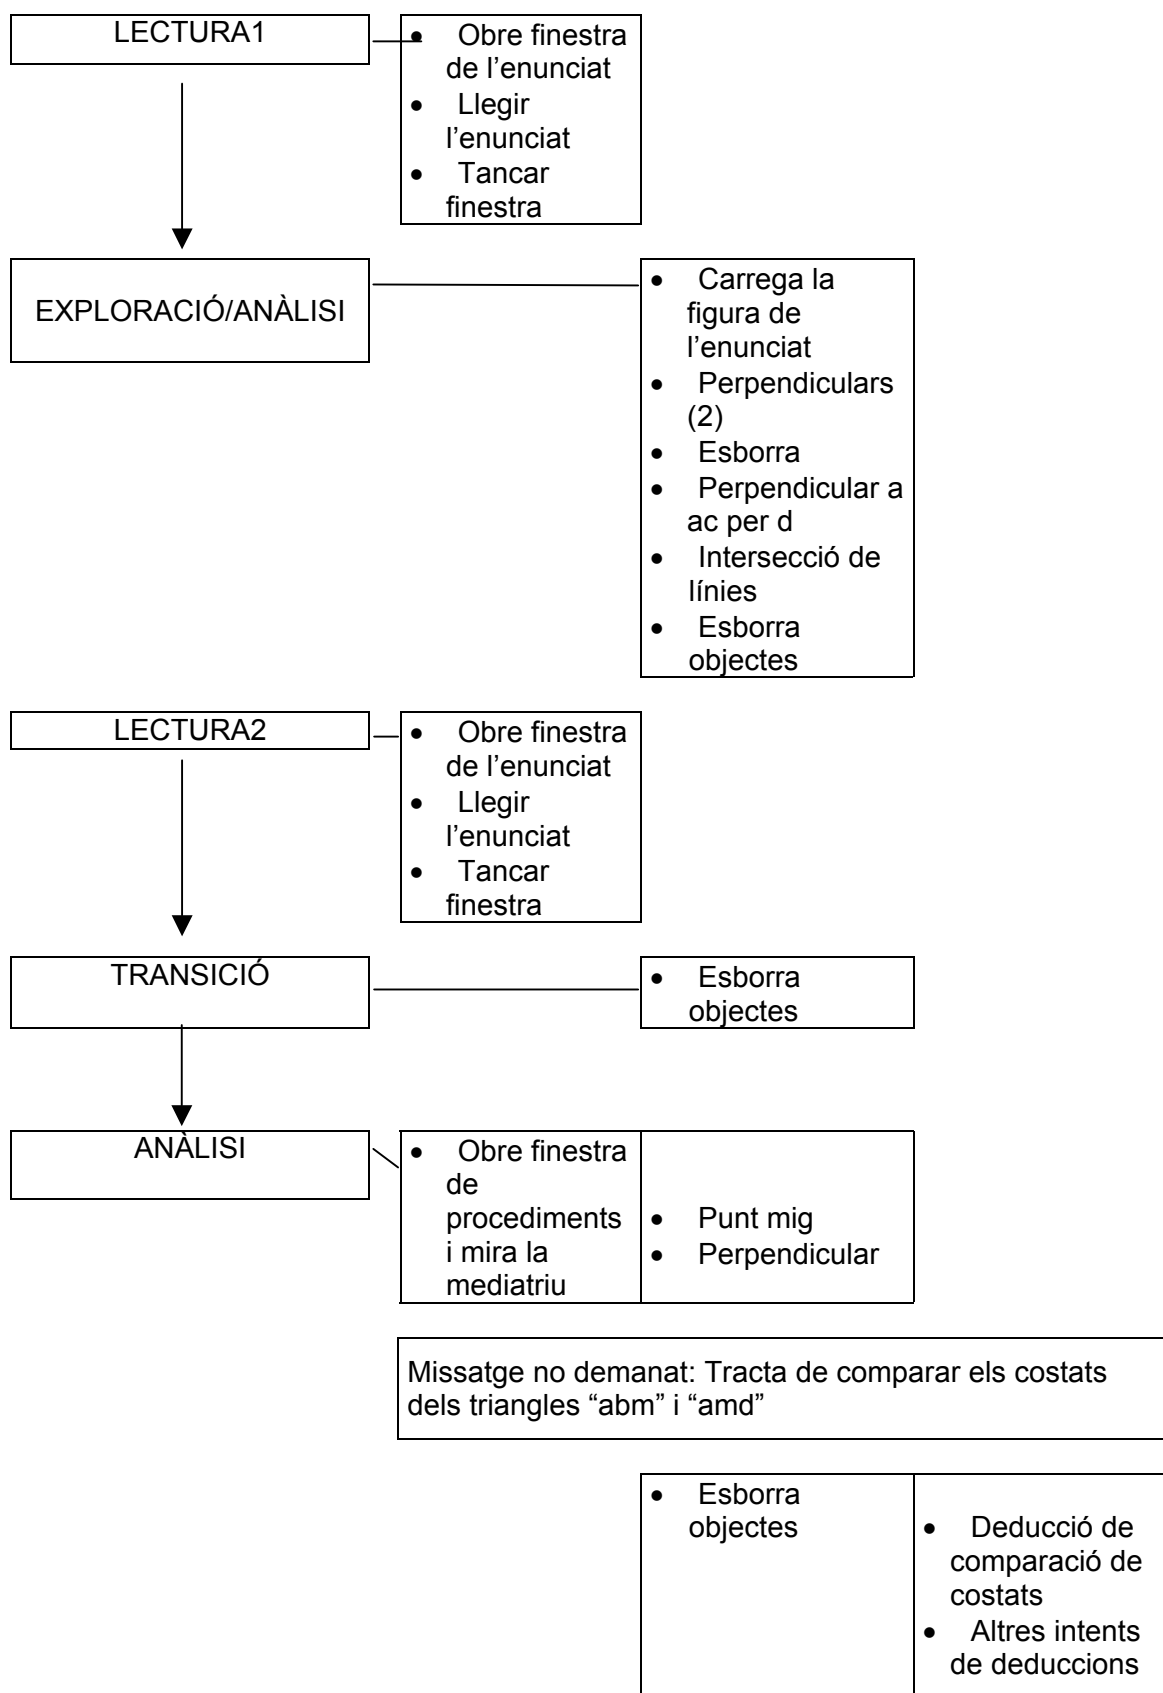 LECTURA1
• Obre finestra
de l’enunciat
• Llegir
l’enunciat
• Tancar
finestra
EXPLORACIÓ/ANÀLISI
• Carrega la
figura de
l’enunciat
• Perpendiculars
(2)
• Esborra
• Perpendicular a
ac per d
• Intersecció de
línies
• Esborra
objectes
LECTURA2
• Obre finestra
de l’enunciat
• Llegir
l’enunciat
• Tancar
finestra
TRANSICIÓ
• Esborra
objectes
ANÀLISI
• Obre finestra
de
procediments
i mira la
mediatriu
• Punt mig
• Perpendicular
Missatge no demanat: Tracta de comparar els costats
dels triangles “abm” i “amd”
• Esborra
objectes
• Deducció de
comparació de
costats
• Altres intents
de deduccions